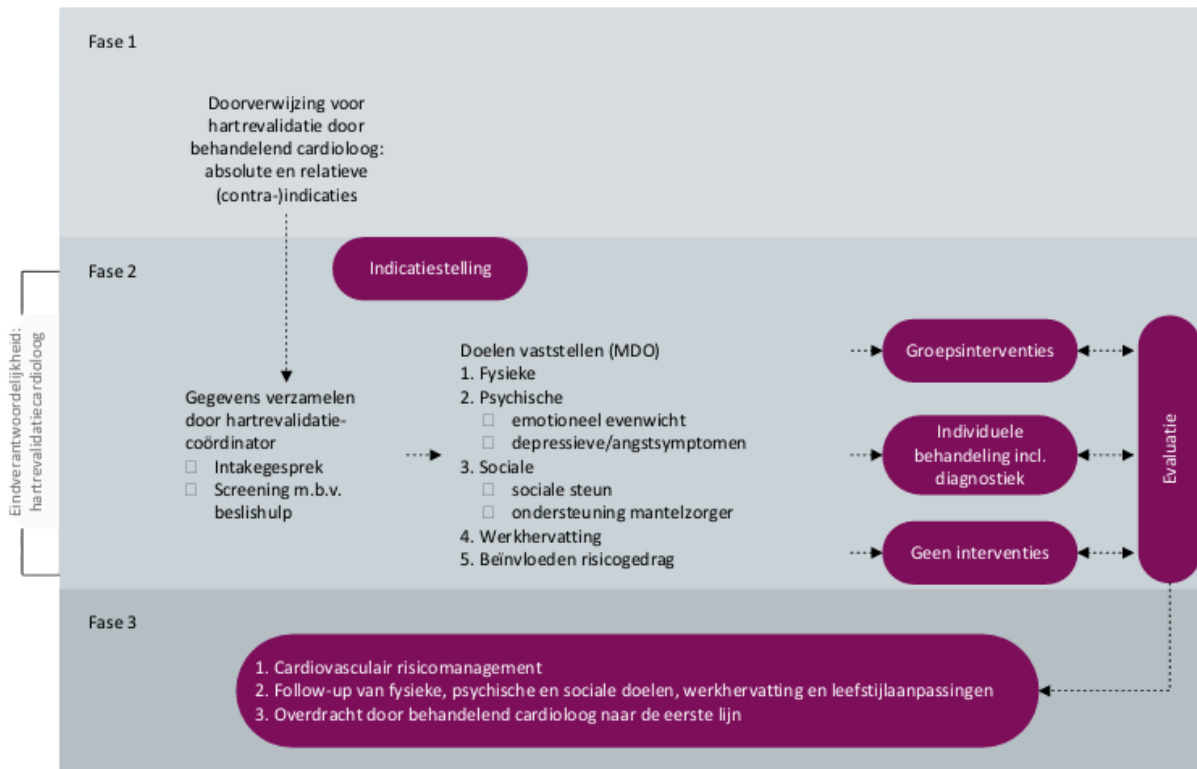 Fase 1
Doorverwijzing voor
hartrevalidatie door
behandelend cardioloog:
absolute en relatieve
(contra-)indicaties
Fase 2
Indicatiestelling
Eindverantwoordelijkheid:
hartrevalidatiecardioloog
Gegevens verzamelen
door hartrevalidatie-
coördinator
□ Intakegesprek
□ Screening m.b.v.
beslishulp
Doelen vaststellen (MDO)
1. Fysieke
2. Psychische
□ emotioneel evenwicht
□ depressieve/angstsymptomen
3. Sociale
□ sociale steun
□ ondersteuning mantelzorger
4. Werkhervatting
5. Beïnvloeden risicogedrag
Groepsinterventies
Individuele
behandeling incl.
diagnostiek
Geen interventies
Evaluatie
Fase 3
1. Cardiovasculair risicomanagement
2. Follow-up van fysieke, psychische en sociale doelen, werkhervatting en leefstijlaanpassingen
3. Overdracht door behandelend cardioloog naar de eerste lijn